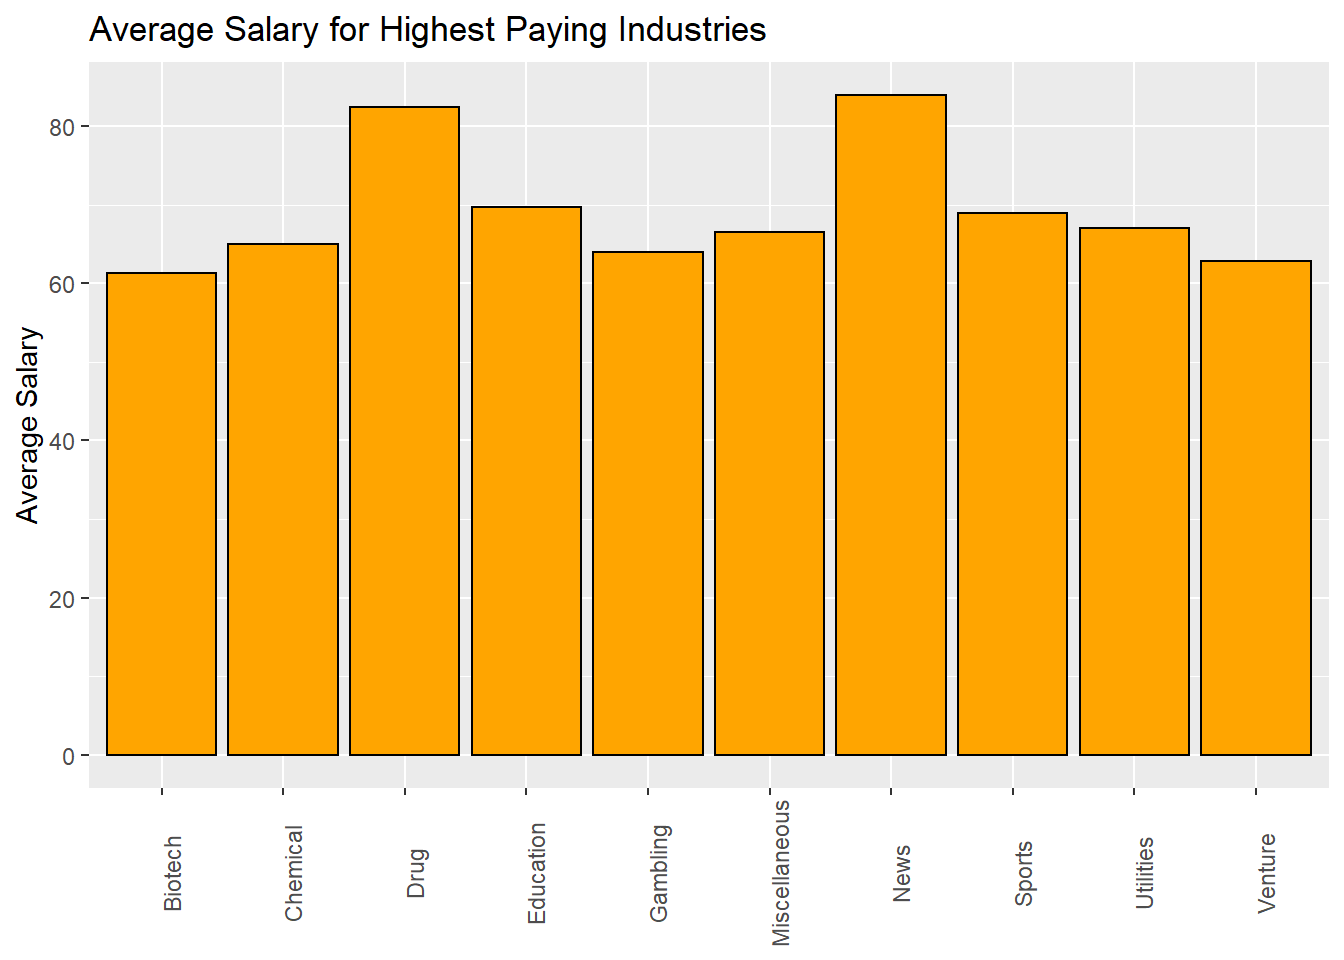 Average Salary for Highest Paying Industries
Average Salary
80
60
40
20
0
Biotech
Chemical
Drug
Education
Gambling
Miscellaneous
News
Sports
Utilities
Venture